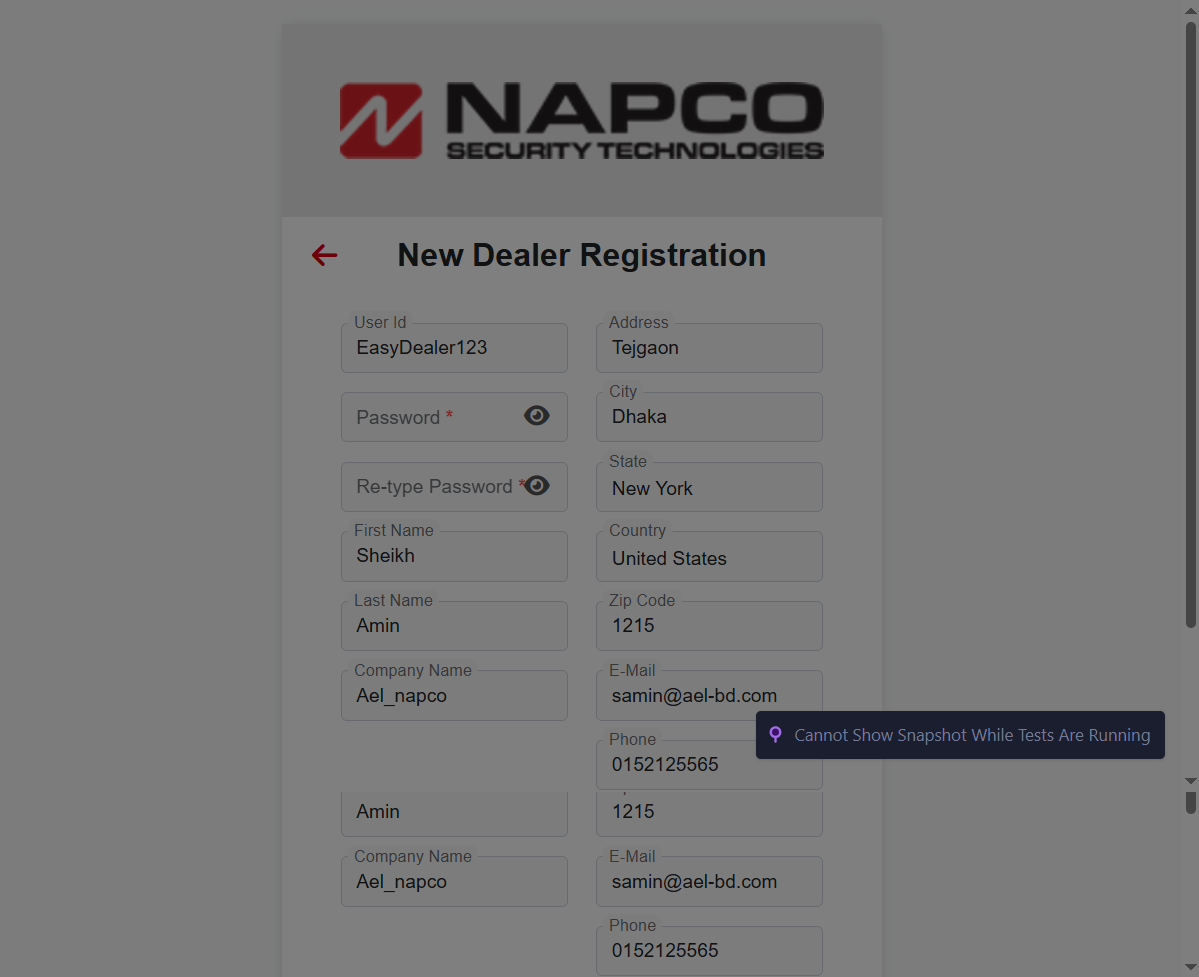 NAPCO
SECURITY TECHNOLOGIES
New Dealer Registration
User Id
EasyDealer123
Address
Tejgaon
Password *
City
Dhaka
Re-type Password *
State
New York
First Name
Sheikh
Country
United States
Last Name
Amin
Zip Code
1215
Company Name
Ael_napco
E-Mail
samin@ael-bd.com
Phone
0152125565
Cannot Show Snapshot While Tests Are Running
Amin
1215
Company Name
Ael_napco
E-Mail
samin@ael-bd.com
Phone
0152125565